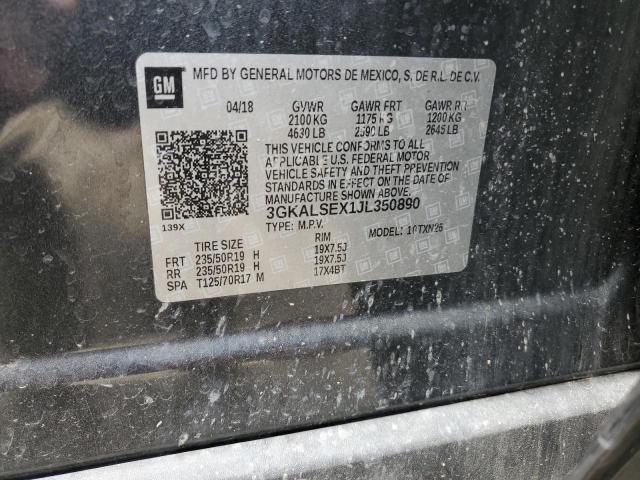 GM
MFD BY GENERAL MOTORS DE MEXICO, S. DE R.L. DE C.V.
04/18 GVWR GAWR FRT GAWR RR
2100 KG 1175 KG 1200 KG
4630 LB 2590 LB 2645 LB
THIS VEHICLE CONFORMS TO ALL
APPLICABLE U.S. FEDERAL MOTOR
VEHICLE SAFETY AND THEFT PREVENTION
STANDARDS IN EFFECT ON THE DATE OF
MANUFACTURE SHOWN ABOVE.
3GKALSEX1JL350890
139X
TYPE: M.P.V. MODEL:
TIRE SIZE RIM
FRT 235/50R19 H 19X7.5J
RR 235/50R19 H 19X7.5J
SPA T125/70R17 M 17X4BT